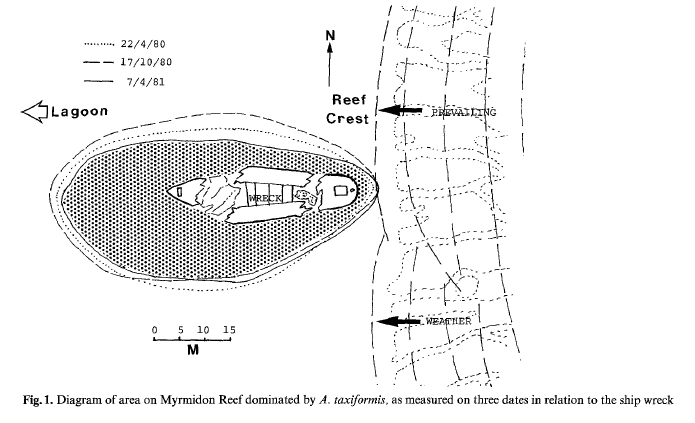 22/4/80
17/10/80
7/4/81
N
Lagoon
Reef
Crest
PREVAILING
WRECK
WEATHER
0 5 10 15
M
Fig. 1. Diagram of area on Myrmidon Reef dominated by A. taxiformis, as measured on three dates in relation to the ship wreck